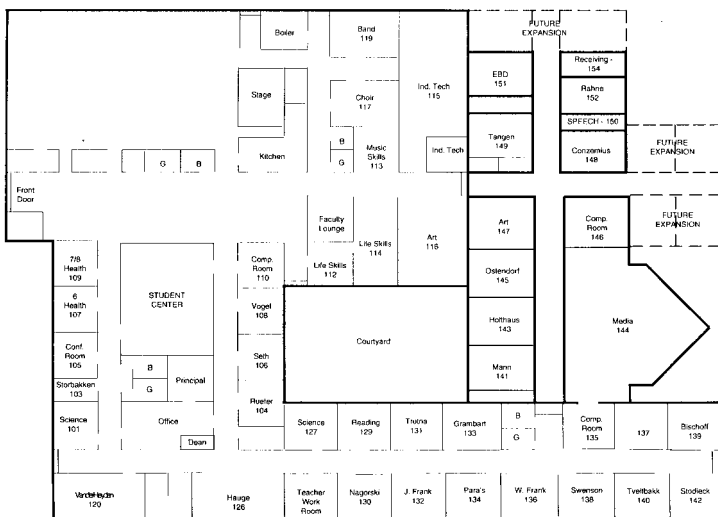 FUTURE
EXPANSION
Boiler
Band
119
Receiving -
154
EBD
151
Ind. Tech
115
Rahne
152
Stage
Choir
117
SPEECH - 150
Tangen
149
FUTURE
EXPANSION
Conzemius
148
B
G
Music
Skills
113
Ind. Tech
Kitchen
G
B
Front
Door
Faculty
Lounge
Art
116
Art
147
Comp.
Room
146
FUTURE
EXPANSION
7/8
Health
109
Comp.
Room
110
Life Skills
114
Life Skills
112
Ostendorf
145
6
Health
107
STUDENT
CENTER
Vogel
108
Courtyard
Holthaus
143
Media
144
Conf.
Room
105
B
G
Principal
Seth
106
Mann
141
Storbakken
103
Science
101
Office
Dean
Rueter
104
Science
127
Reading
129
Trutna
131
Grambart
133
B
G
Comp.
Room
135
137
Bischoff
139
120
Hauge
126
Teacher
Work
Room
Nagorski
130
J. Frank
132
Para's
134
W. Frank
136
Swenson
138
Tveitbakk
140
Stodieck
142